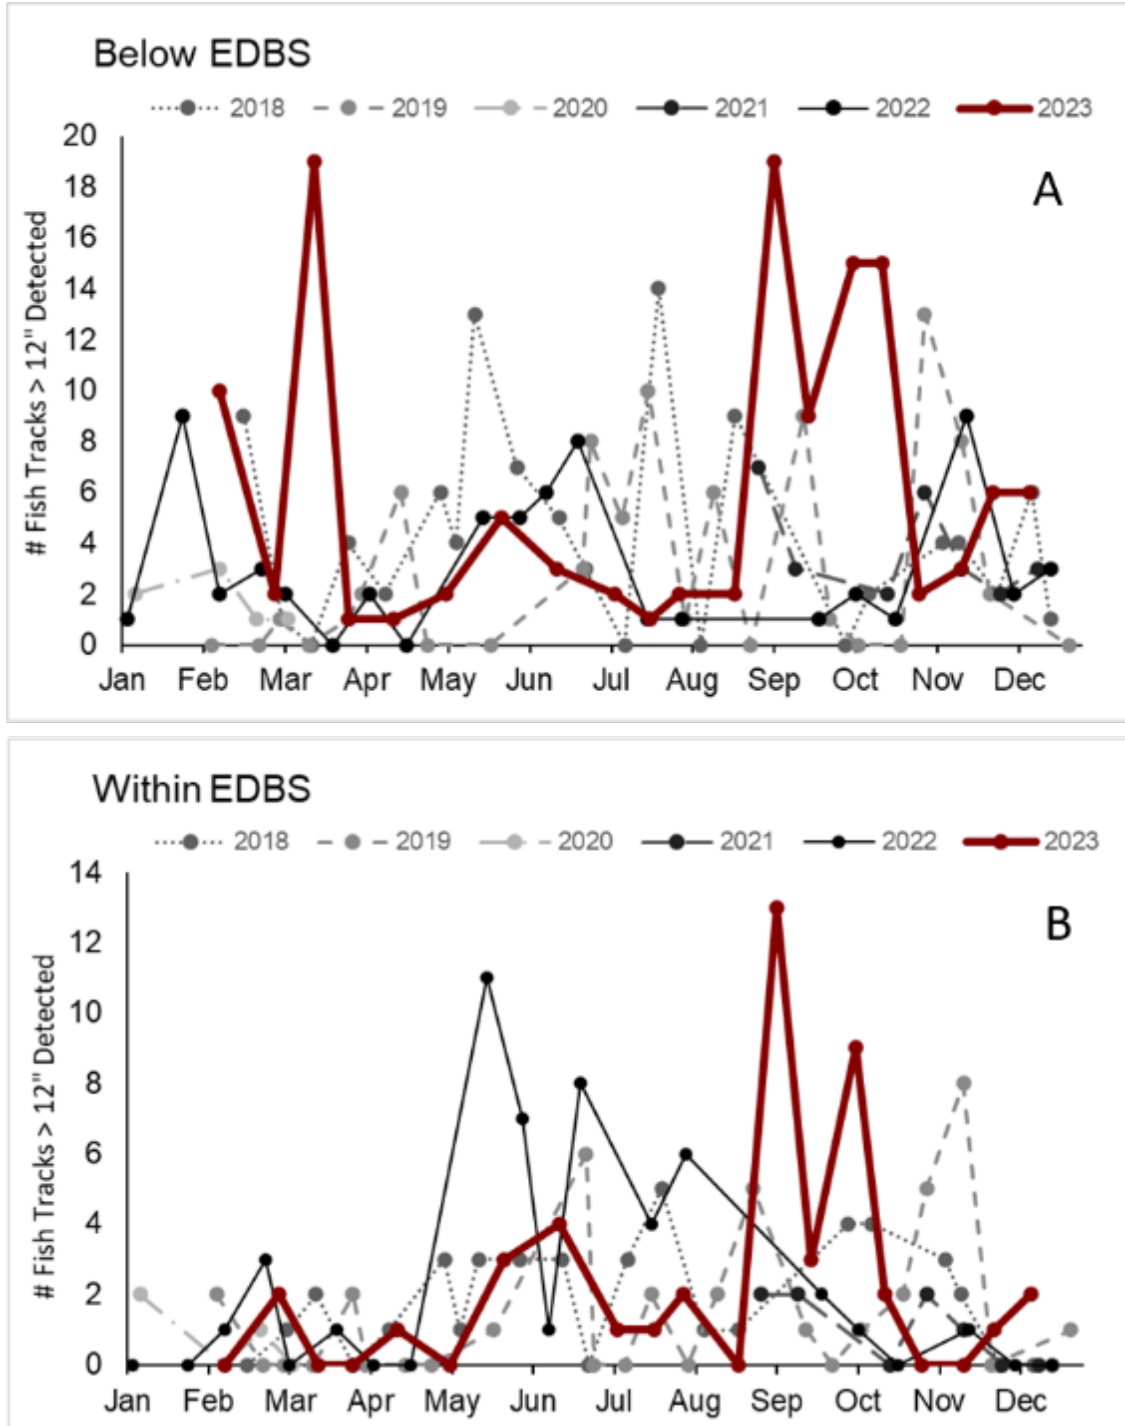 Below EDBS
2018 2019 2020 2021 2022 2023
A
# Fish Tracks > 12" Detected
20
18
16
14
12
10
8
6
4
2
0
Jan Feb Mar Apr May Jun Jul Aug Sep Oct Nov Dec
Within EDBS
2018 2019 2020 2021 2022 2023
B
# Fish Tracks > 12" Detected
14
12
10
8
6
4
2
0
Jan Feb Mar Apr May Jun Jul Aug Sep Oct Nov Dec